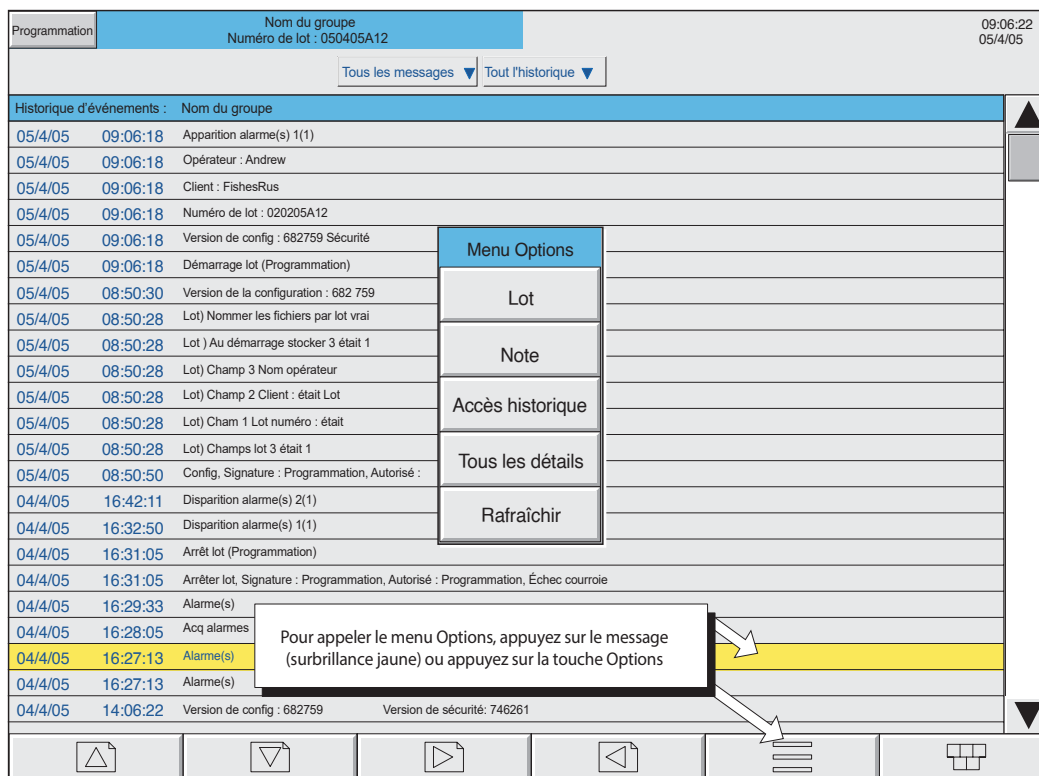 Programmation
Nom du groupe
Numéro de lot : 050405A12
09:06:22
05/4/05
Tous les messages
Tout l'historique
Historique d'événements : Nom du groupe
05/4/05 09:06:18 Apparition alarme(s) 1(1)
05/4/05 09:06:18 Opérateur : Andrew
05/4/05 09:06:18 Client : FishesRus
05/4/05 09:06:18 Numéro de lot : 020205A12
05/4/05 09:06:18 Version de config : 682759 Sécurité
05/4/05 09:06:18 Démarrage lot (Programmation)
05/4/05 08:50:30 Version de la configuration : 682 759
05/4/05 08:50:28 Lot) Nommer les fichiers par lot vrai
05/4/05 08:50:28 Lot ) Au démarrage stocker 3 était 1
05/4/05 08:50:28 Lot) Champ 3 Nom opérateur
05/4/05 08:50:28 Lot) Champ 2 Client : était Lot
05/4/05 08:50:28 Lot) Cham 1 Lot numéro : était
05/4/05 08:50:28 Lot) Champs lot 3 était 1
05/4/05 08:50:50 Config, Signature : Programmation, Autorisé :
04/4/05 16:42:11 Disparition alarme(s) 2(1)
04/4/05 16:32:50 Disparition alarme(s) 1(1)
04/4/05 16:31:05 Arrêt lot (Programmation)
04/4/05 16:31:05 Arrêter lot, Signature : Programmation, Autorisé : Programmation, Échec courroie
04/4/05 16:29:33 Alarme(s)
04/4/05 16:28:05 Acq alarmes
04/4/05 16:27:13 Alarme(s)
04/4/05 16:27:13 Alarme(s)
04/4/05 14:06:22 Version de config : 682759 Version de sécurité: 746261
Menu Options
Lot
Note
Accès historique
Tous les détails
Rafraîchir
Pour appeler le menu Options, appuyez sur le message
(surbrillance jaune) ou appuyez sur la touche Options